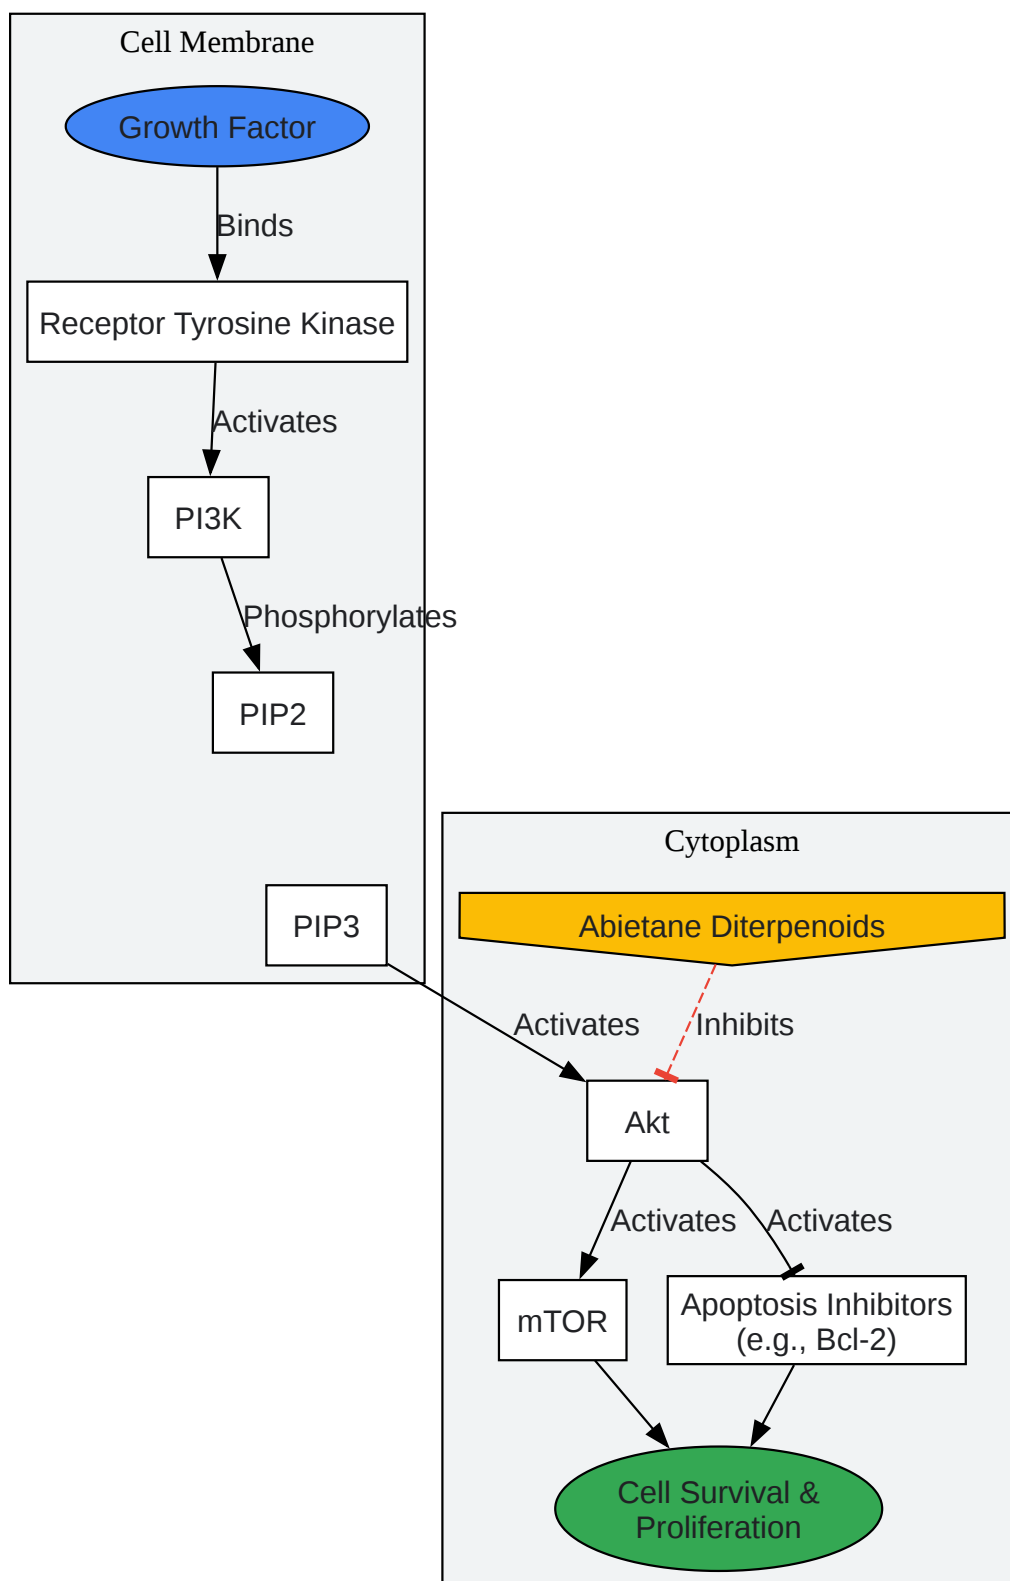 Cell Membrane
Growth Factor
Binds
Receptor Tyrosine Kinase
Activates
PI3K
Phosphorylates
PIP2
PIP3
Cytoplasm
Abietane Diterpenoids
Activates
Inhibits
Akt
Activates
Activates
mTOR
Apoptosis Inhibitors
(e.g., Bcl-2)
Cell Survival &
Proliferation